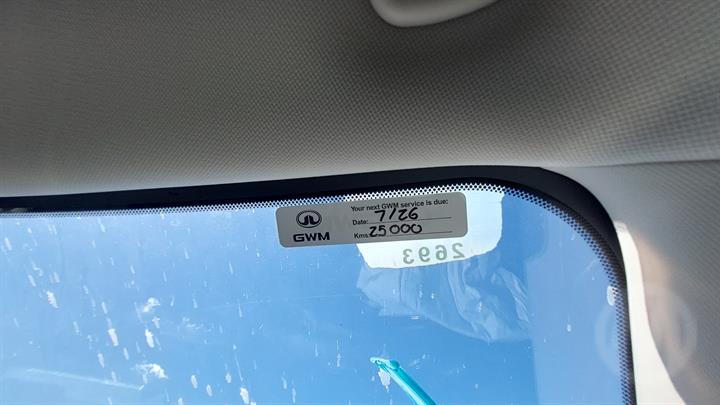 Your next GWM service is due:
Date: 7/26
GWM Kms: 25000
2693